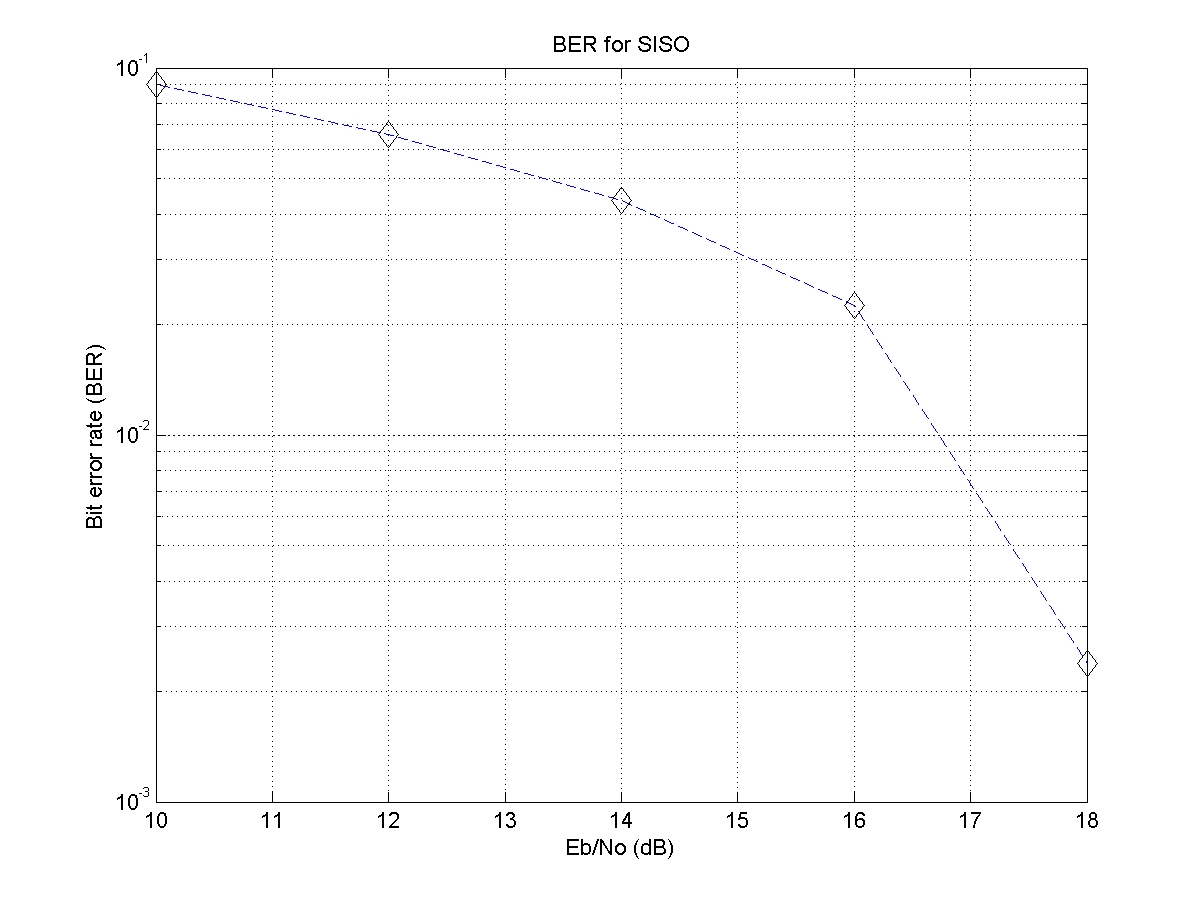 BER for SISO
10^-1
10^-2
10^-3
Bit error rate (BER)
10 11 12 13 14 15 16 17 18
Eb/No (dB)